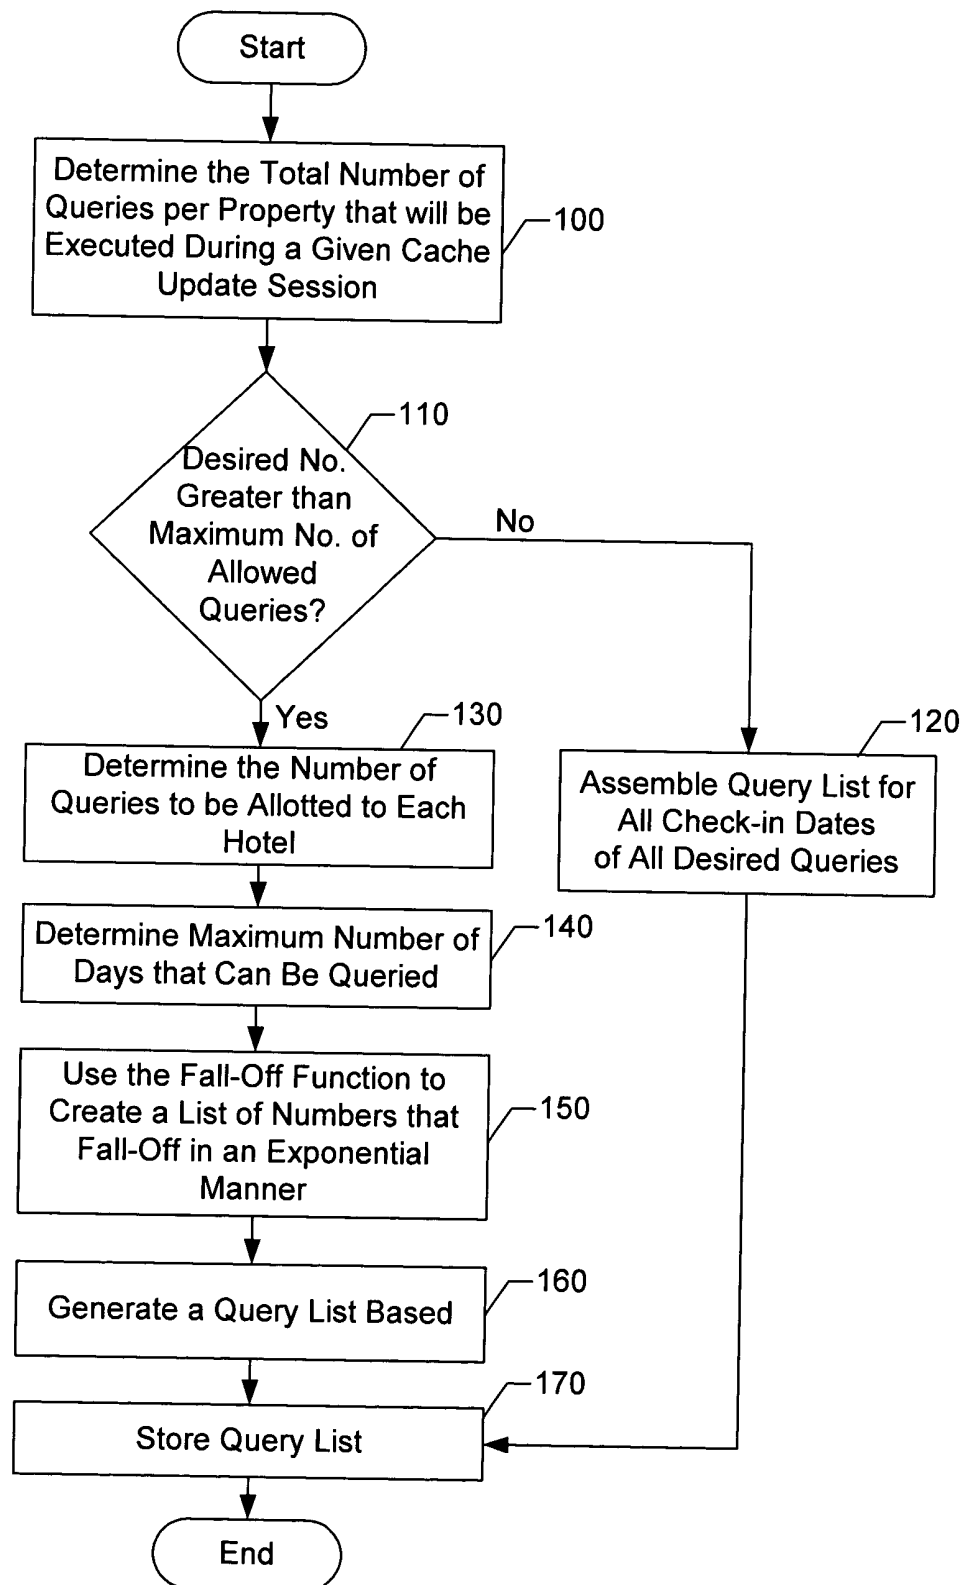 Start
Determine the Total Number of
Queries per Property that will be
Executed During a Given Cache
Update Session
100
110
Desired No.
Greater than
Maximum No. of
Allowed
Queries?
No
Yes
130
Determine the Number of
Queries to be Allotted to Each
Hotel
120
Assemble Query List for
All Check-in Dates
of All Desired Queries
Determine Maximum Number of
Days that Can Be Queried
140
Use the Fall-Off Function to
Create a List of Numbers that
Fall-Off in an Exponential
Manner
150
Generate a Query List Based
160
170
Store Query List
End